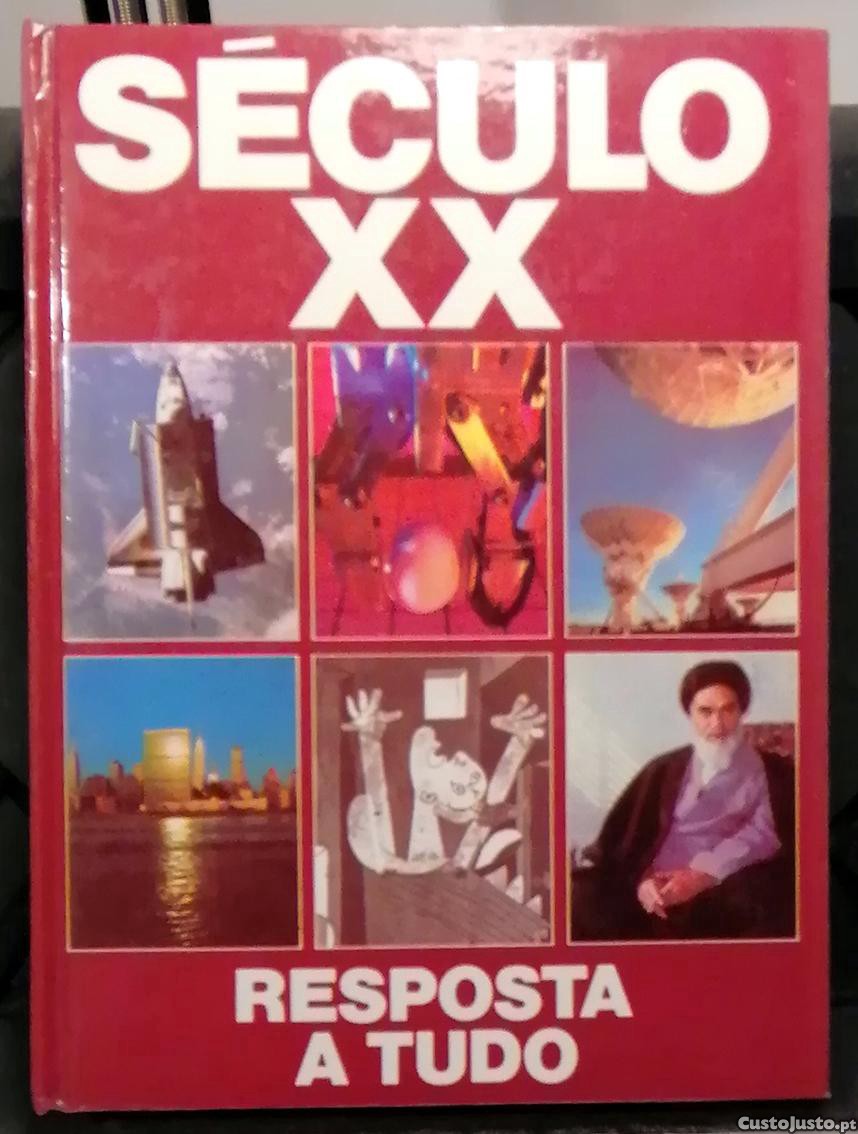 SÉCULO
XX
RESPOSTA
A TUDO
CustoJusto.pt